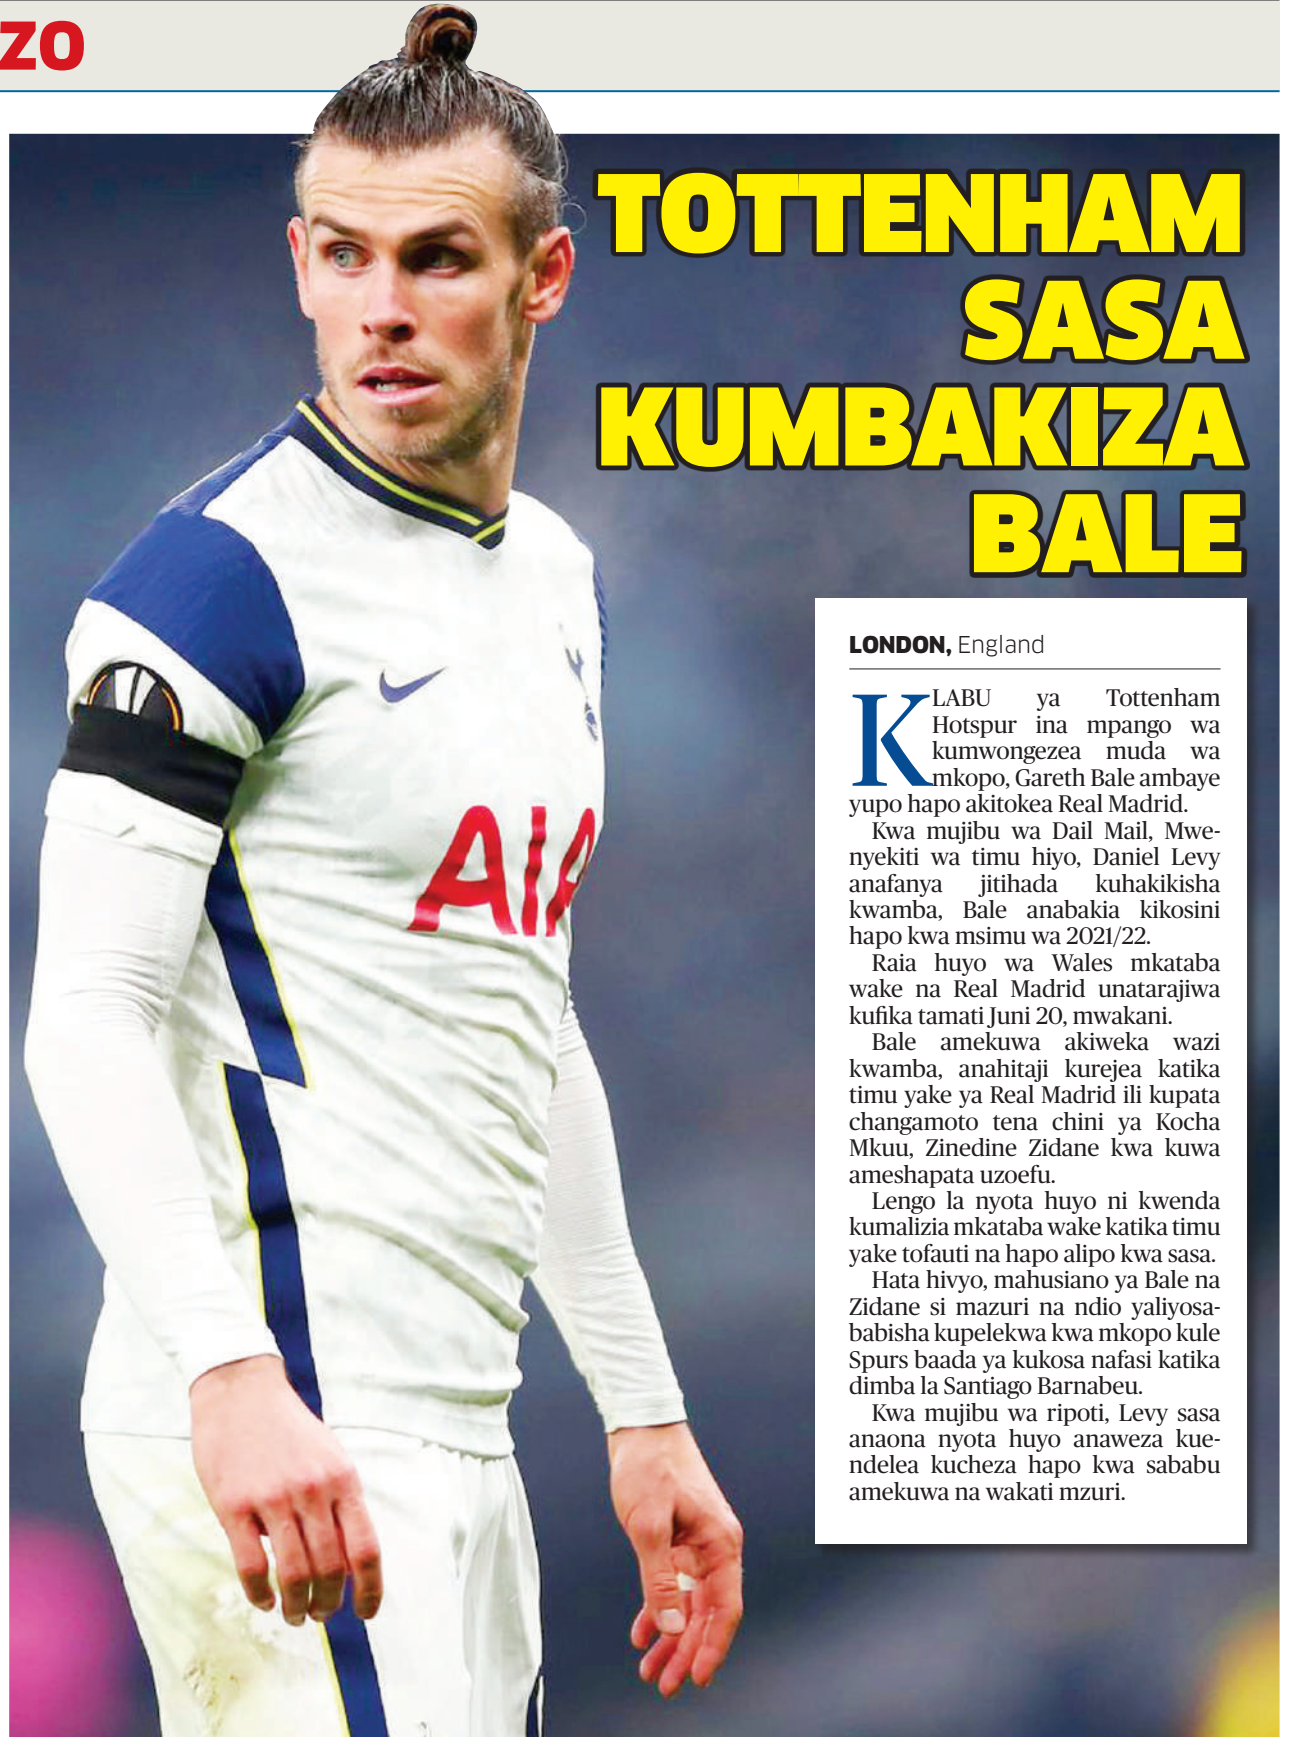 ZO
TOTTENHAM
SASA
KUMBAKIZA
BALE
LONDON, England
KLABU ya Tottenham
Hotspur ina mpango wa
kumwongezea muda wa
mkopo, Gareth Bale ambaye
yupo hapo akitokea Real Madrid.
Kwa mujibu wa Dail Mail, Mwe-
nyekiti wa timu hiyo, Daniel Levy
anafanya jitihada kuhakikisha
kwamba, Bale anabakia kikosini
hapo kwa msimu wa 2021/22.
Raia huyo wa Wales mkataba
wake na Real Madrid unatarajiwa
kufika tamati Juni 20, mwakani.
Bale amekuwa akiweka wazi
kwamba, anahitaji kurejea katika
timu yake ya Real Madrid ili kupata
changamoto tena chini ya Kocha
Mkuu, Zinedine Zidane kwa kuwa
ameshapata uzoefu.
Lengo la nyota huyo ni kwenda
kumalizia mkataba wake katika timu
yake tofauti na hapo alipo kwa sasa.
Hata hivyo, mahusiano ya Bale na
Zidane si mazuri na ndio yaliyosa-
babisha kupelekwa kwa mkopo kule
Spurs baada ya kukosa nafasi katika
dimba la Santiago Barnabeu.
Kwa mujibu wa ripoti, Levy sasa
anaona nyota huyo anaweza kue-
ndelea kucheza hapo kwa sababu
amekuwa na wakati mzuri.
AIA